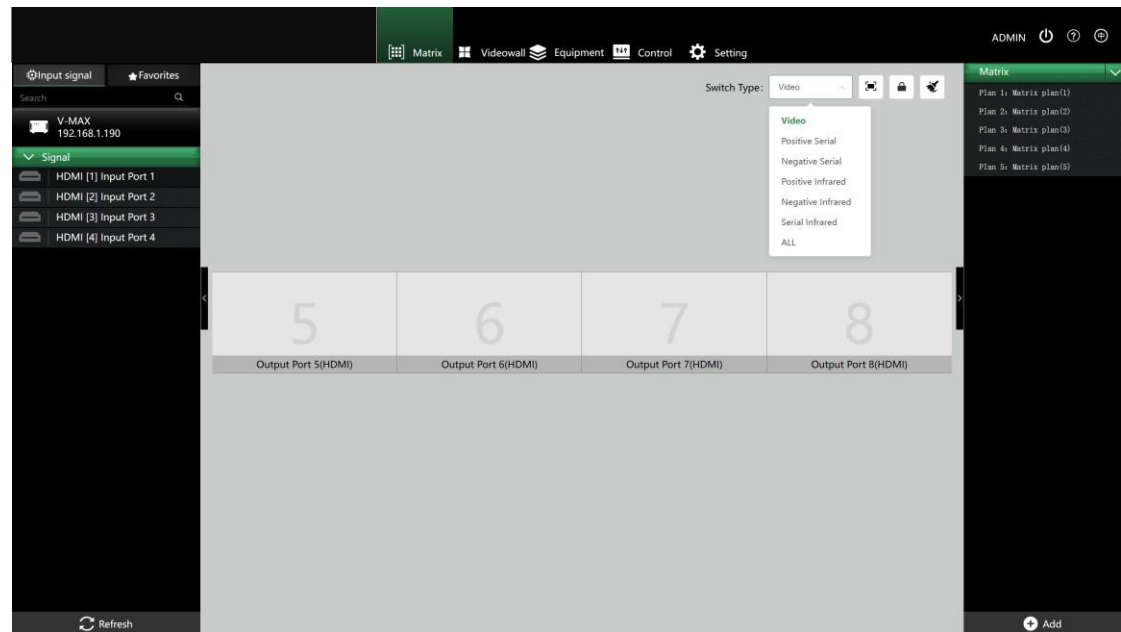 Matrix
Videowall
Equipment
Control
Setting
ADMIN
?
中
Input signal
Favorites
Search
V-MAX
192.168.1.190
Signal
HDMI [1] Input Port 1
HDMI [2] Input Port 2
HDMI [3] Input Port 3
HDMI [4] Input Port 4
Refresh
Switch Type:
Video
Video
Positive Serial
Negative Serial
Positive Infrared
Negative Infrared
Serial Infrared
ALL
5
6
7
8
Output Port 5(HDMI)
Output Port 6(HDMI)
Output Port 7(HDMI)
Output Port 8(HDMI)
Matrix
Plan 1: Matrix plan(1)
Plan 2: Matrix plan(2)
Plan 3: Matrix plan(3)
Plan 4: Matrix plan(4)
Plan 5: Matrix plan(5)
Add